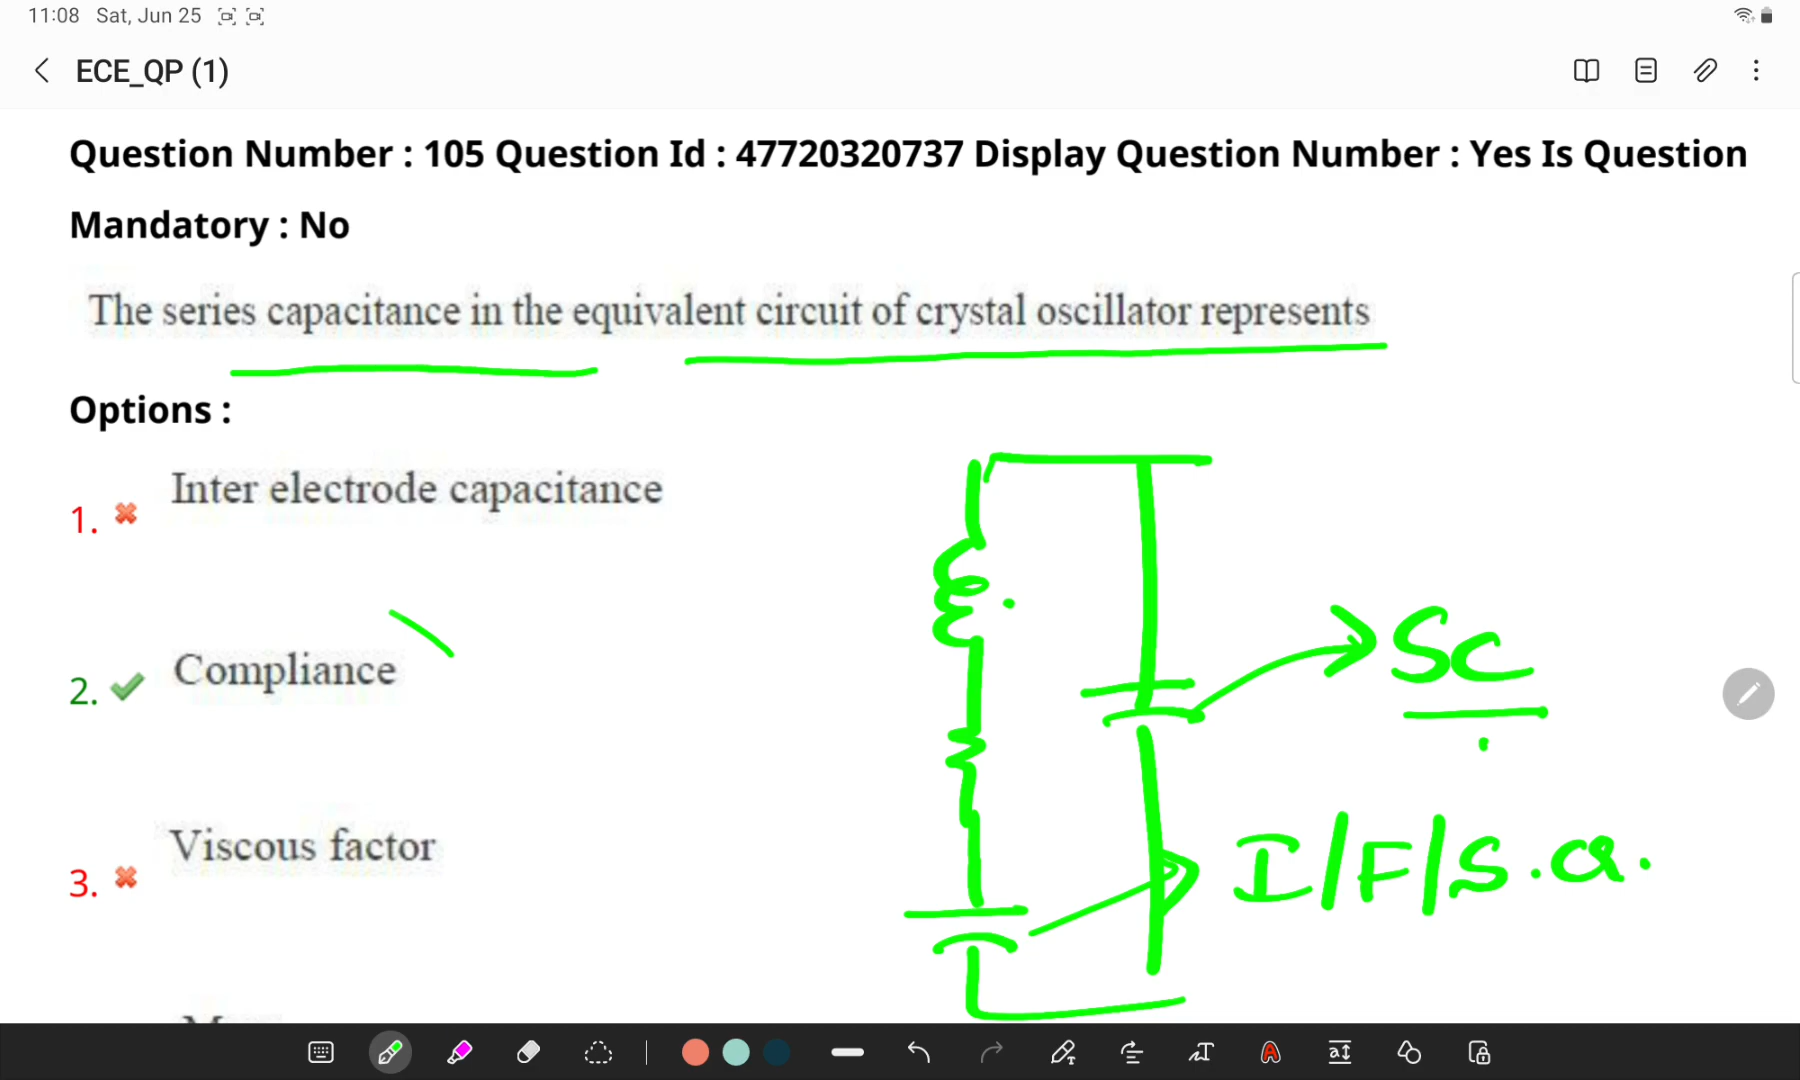 11:08 Sat, Jun 25
ECE_QP (1)
Question Number : 105 Question Id : 47720320737 Display Question Number : Yes Is Question
Mandatory : No
The series capacitance in the equivalent circuit of crystal oscillator represents
Options :
Inter electrode capacitance
1.
Compliance
2.
Viscous factor
3.
SC
I/F/S.Q.